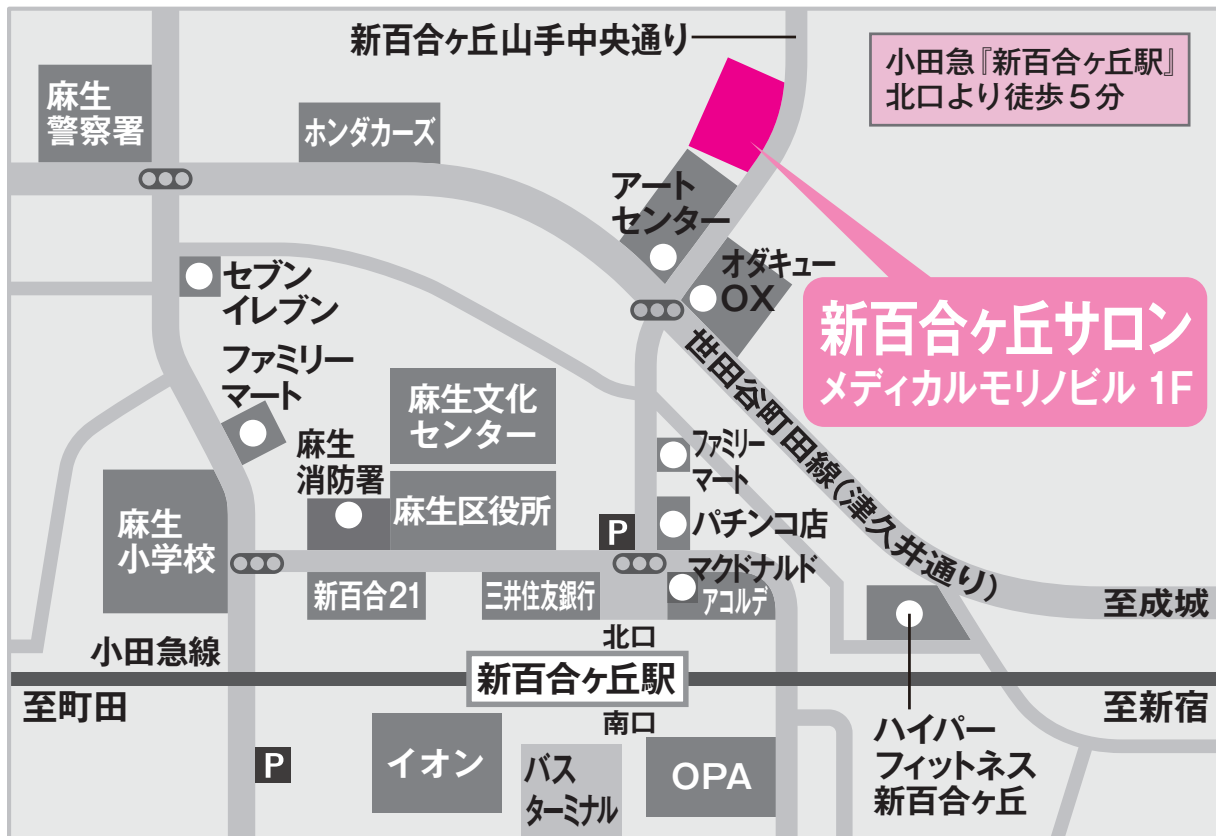 新百合ヶ丘山手中央通り
小田急『新百合ヶ丘駅』
北口より徒歩5分
麻生
警察署
ホンダカーズ
アート
センター
オダキュー
OX
セブン
イレブン
新百合ヶ丘サロン
メディカルモリノビル 1F
ファミリー
マート
世田谷町田線(津久井通り)
麻生文化
センター
麻生
消防署
麻生区役所
ファミリー
マート
麻生
小学校
P
パチンコ店
マクドナルド
アコルデ
新百合21
三井住友銀行
至成城
北口
小田急線
新百合ヶ丘駅
至町田
至新宿
南口
ハイパー
フィットネス
新百合ヶ丘
P
イオン
バス
ターミナル
OPA